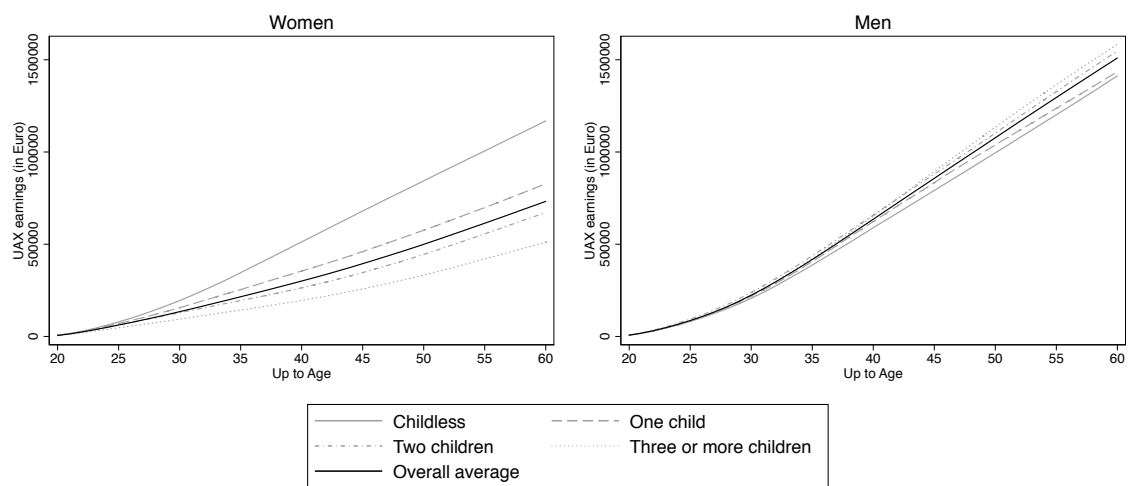 Women
UAX earnings (in Euro)
1500000
1000000
500000
0
20 25 30 35 40 45 50 55 60
Up to Age
Men
UAX earnings (in Euro)
1500000
1000000
500000
0
20 25 30 35 40 45 50 55 60
Up to Age
Childless One child
Two children Three or more children
Overall average